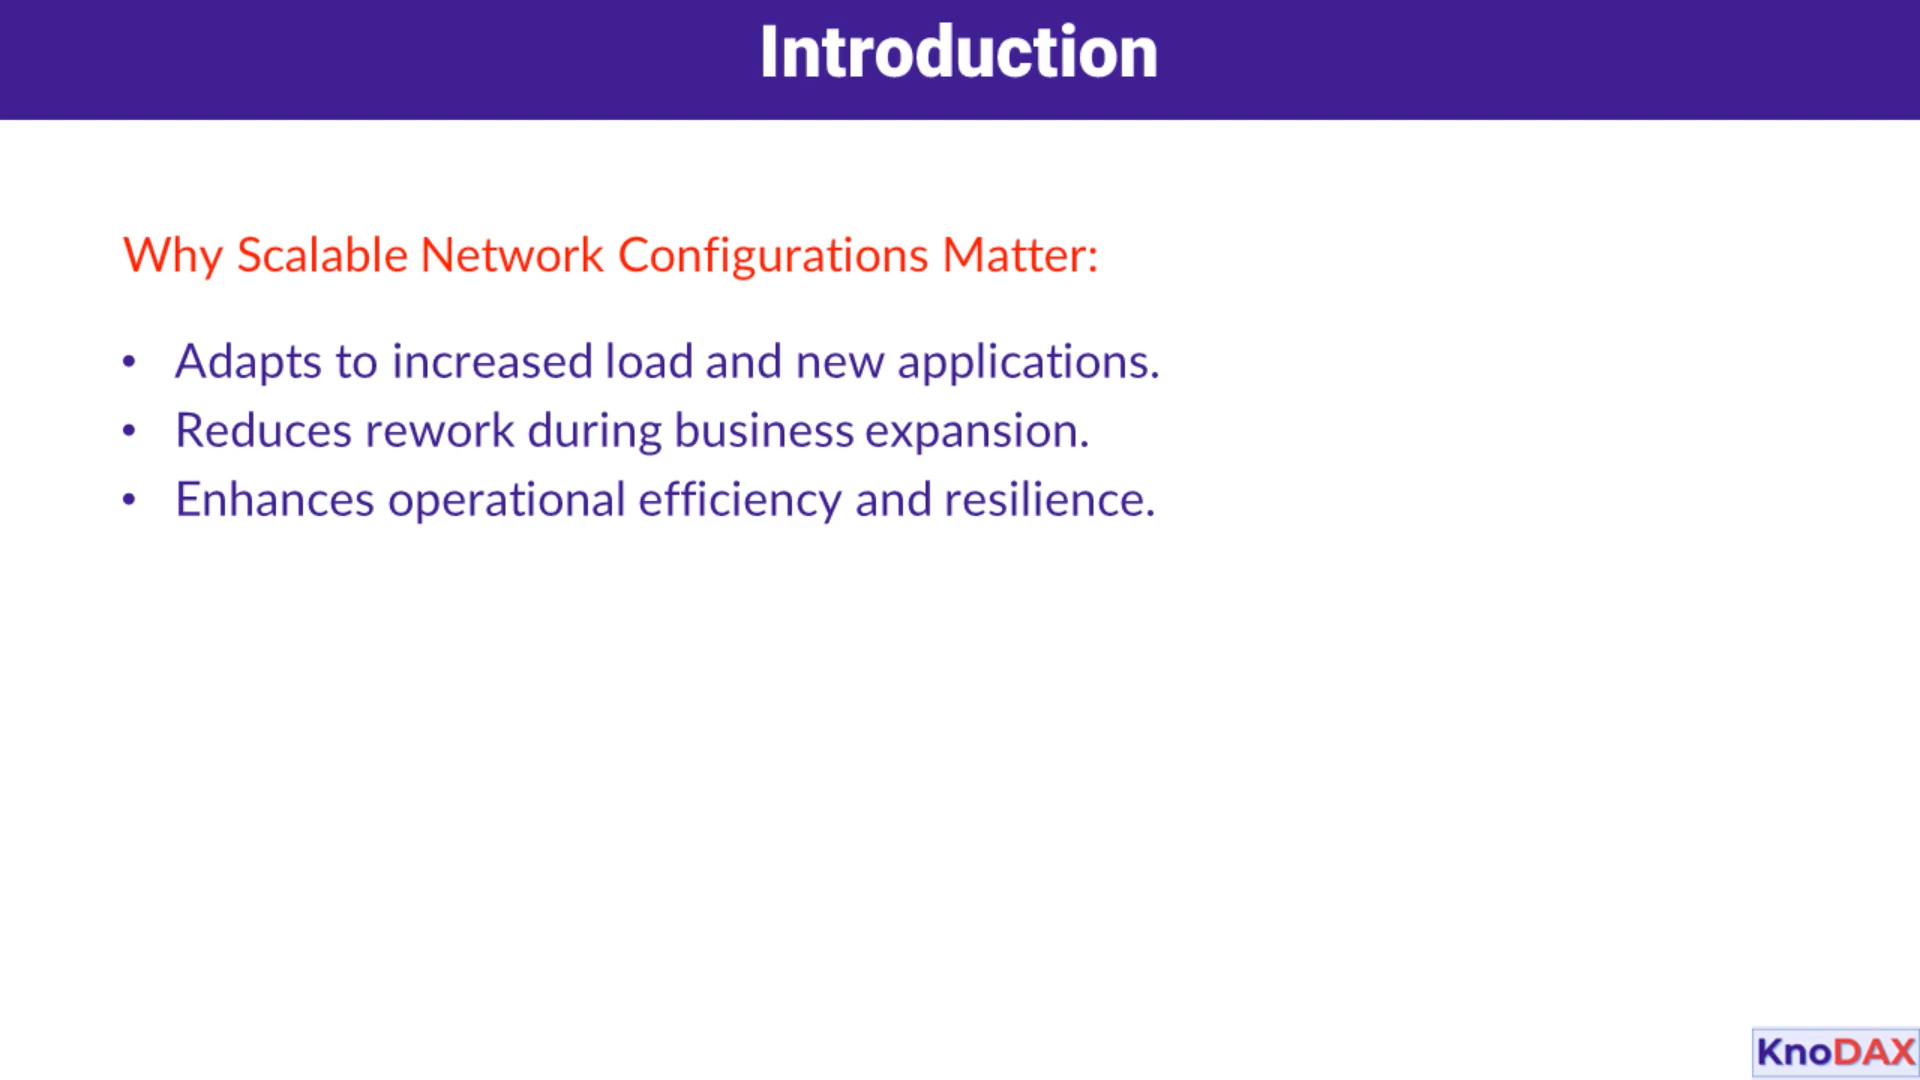 Introduction
Why Scalable Network Configurations Matter:
• Adapts to increased load and new applications.
• Reduces rework during business expansion.
• Enhances operational efficiency and resilience.
KnoDAX